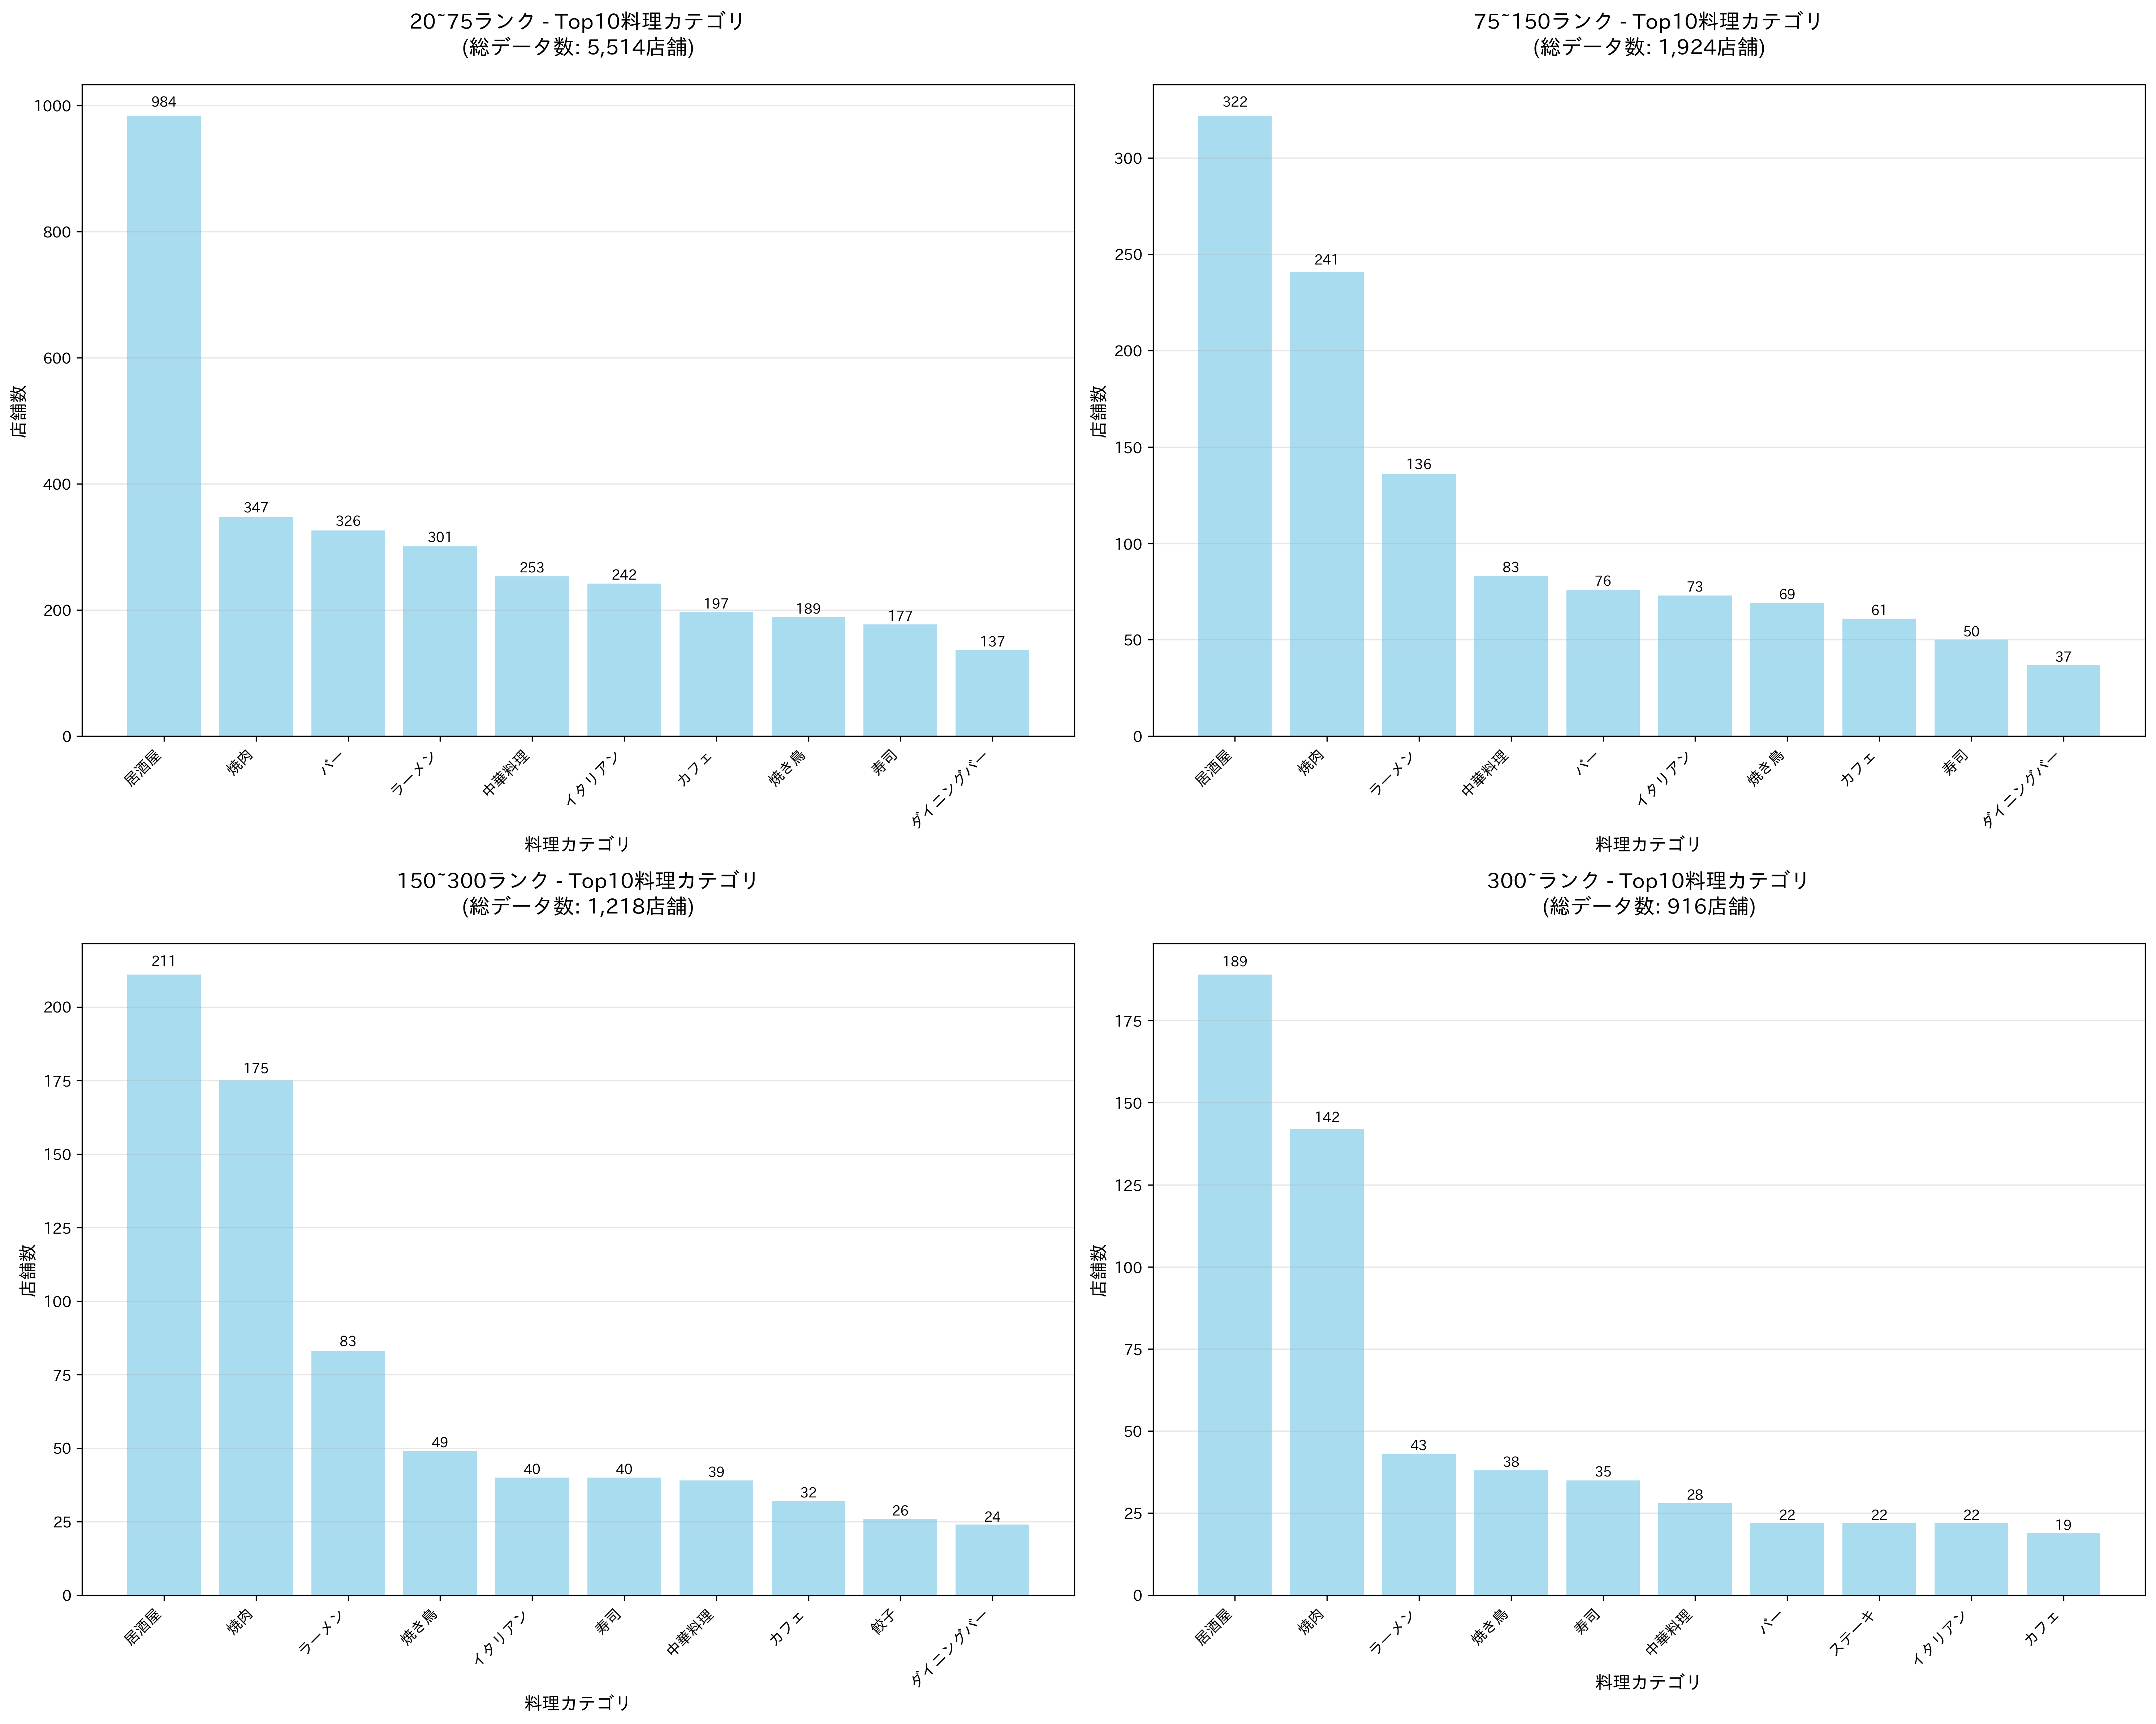 20~75ランク - Top10料理カテゴリ
(総データ数: 5,514店舗)
店舗数
1000
800
600
400
200
0
984
347
326
301
253
242
197
189
177
137
居酒屋
焼肉
バー
ラーメン
中華料理
イタリアン
カフェ
焼き鳥
寿司
ダイニングバー
料理カテゴリ
75~150ランク - Top10料理カテゴリ
(総データ数: 1,924店舗)
店舗数
300
250
200
150
100
50
0
322
241
136
83
76
73
69
61
50
37
居酒屋
焼肉
ラーメン
中華料理
バー
イタリアン
焼き鳥
カフェ
寿司
ダイニングバー
料理カテゴリ
150~300ランク - Top10料理カテゴリ
(総データ数: 1,218店舗)
店舗数
200
175
150
125
100
75
50
25
0
211
175
83
49
40
40
39
32
26
24
居酒屋
焼肉
ラーメン
焼き鳥
イタリアン
寿司
中華料理
カフェ
餃子
ダイニングバー
料理カテゴリ
300~ランク - Top10料理カテゴリ
(総データ数: 916店舗)
店舗数
175
150
125
100
75
50
25
0
189
142
43
38
35
28
22
22
22
19
居酒屋
焼肉
ラーメン
焼き鳥
寿司
中華料理
バー
ステーキ
イタリアン
カフェ
料理カテゴリ